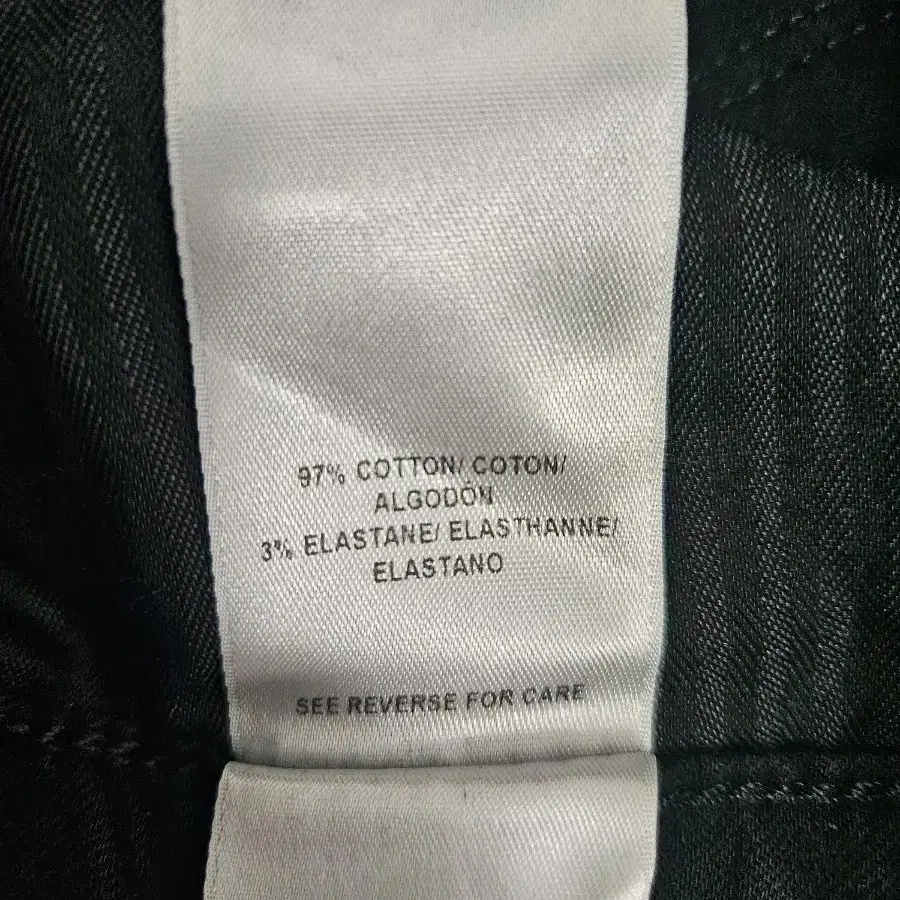 97% COTTON/ COTON/
ALGODÓN
3% ELASTANE/ ELASTHANNE/
ELASTANO
SEE REVERSE FOR CARE